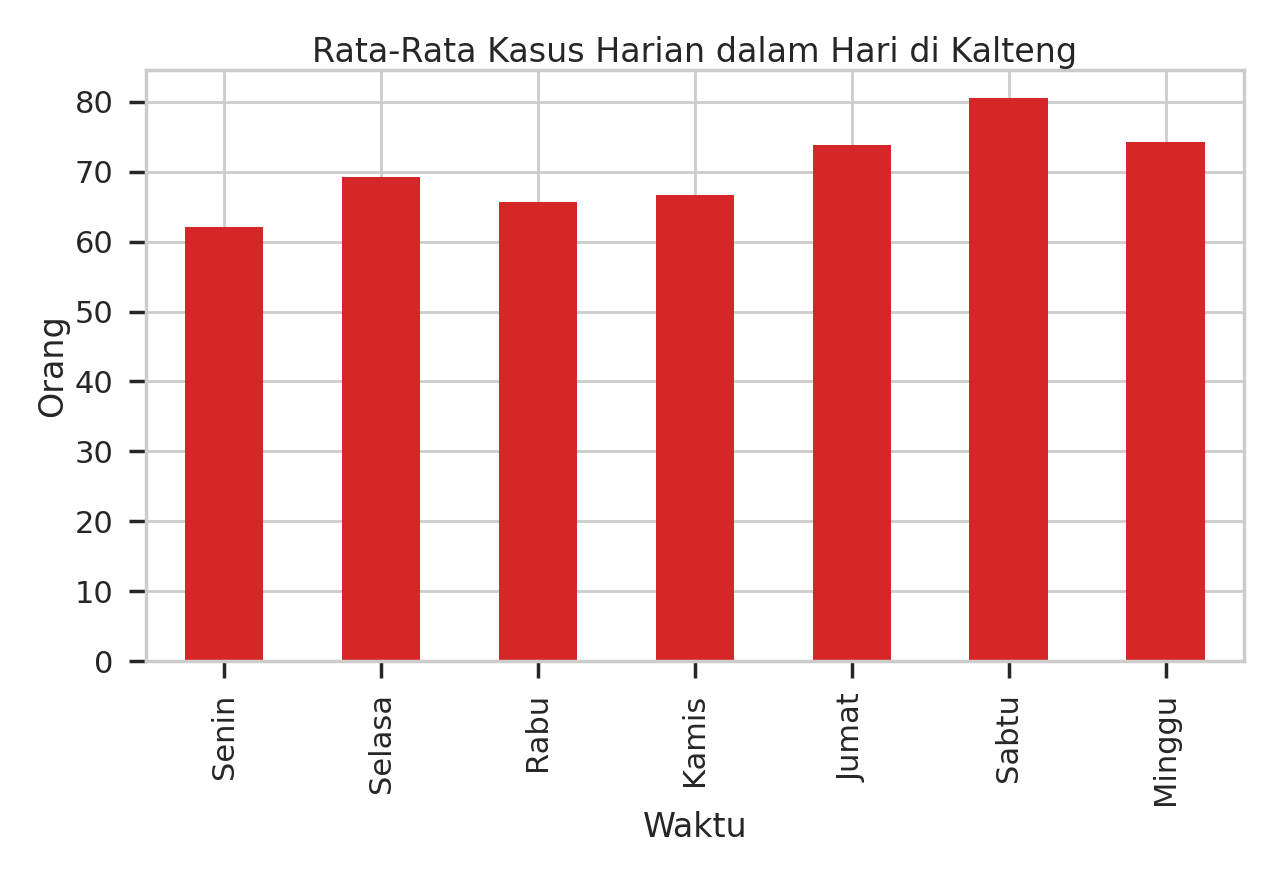 Rata-Rata Kasus Harian dalam Hari di Kalteng
80
70
60
50
40
30
20
10
0
Orang
Senin
Selasa
Rabu
Kamis
Jumat
Sabtu
Minggu
Waktu